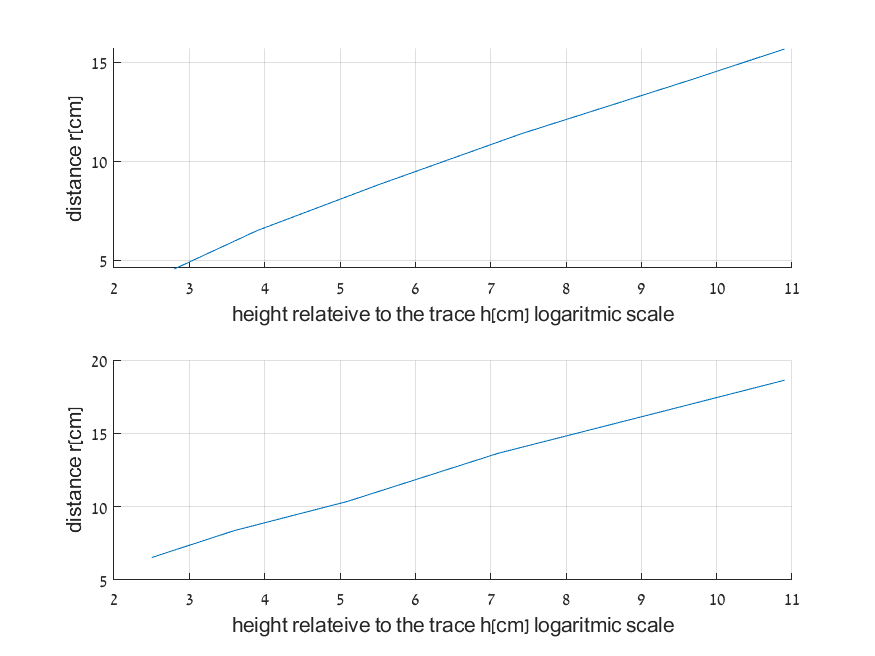 15
10
5
distance r[cm]
2 3 4 5 6 7 8 9 10 11
height relateive to the trace h[cm] logaritmic scale
20
15
10
5
distance r[cm]
2 3 4 5 6 7 8 9 10 11
height relateive to the trace h[cm] logaritmic scale